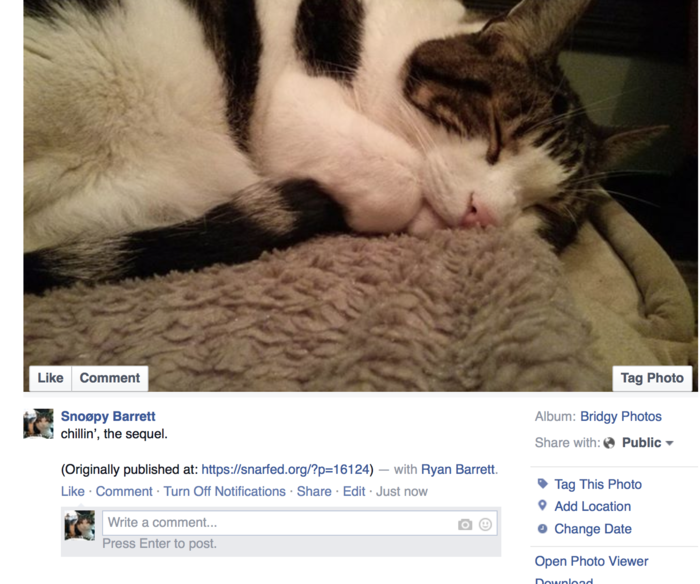 Like Comment Tag Photo
Snoøpy Barrett
chillin', the sequel.
(Originally published at: https://snarfed.org/?p=16124) — with Ryan Barrett.
Like · Comment · Turn Off Notifications · Share · Edit · Just now
Write a comment...
Press Enter to post.
Album: Bridgy Photos
Share with: Public
Tag This Photo
Add Location
Change Date
Open Photo Viewer
Download